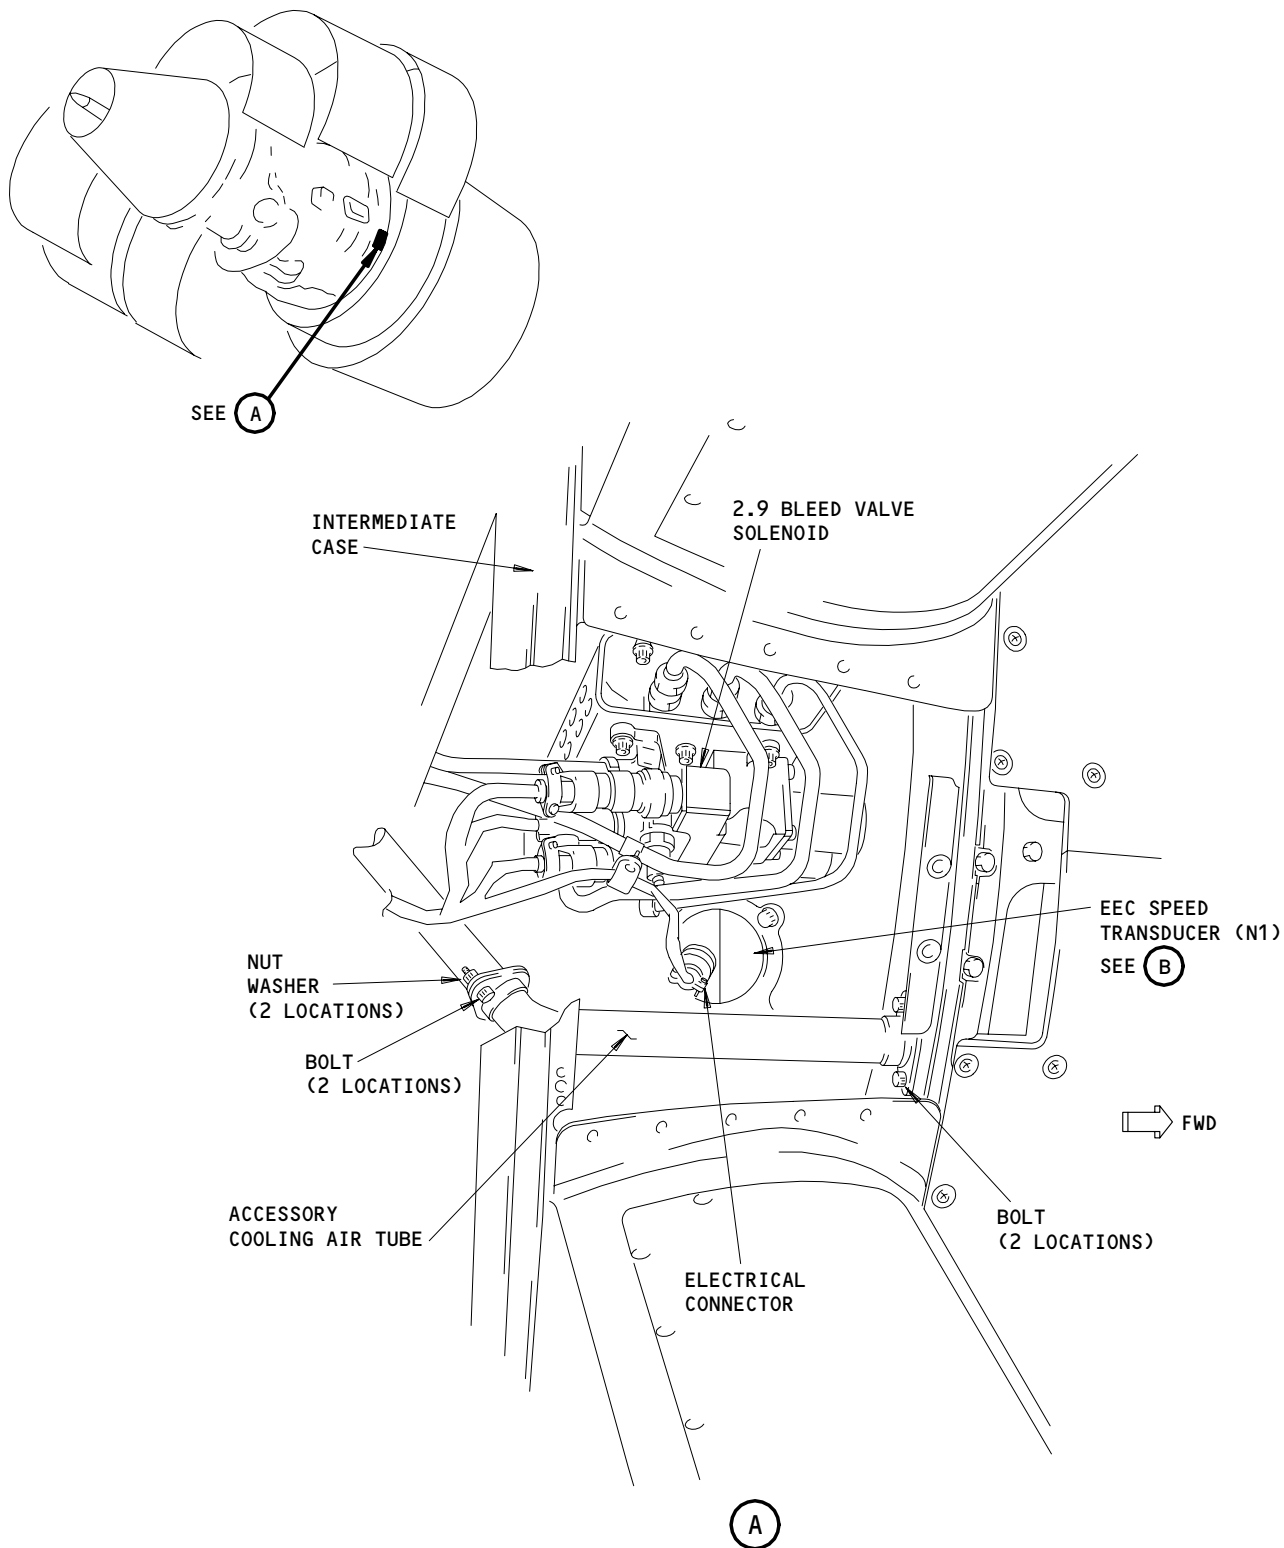 SEE A
INTERMEDIATE
CASE
2.9 BLEED VALVE
SOLENOID
EEC SPEED
TRANSDUCER (N1)
SEE B
NUT
WASHER
(2 LOCATIONS)
BOLT
(2 LOCATIONS)
FWD
ACCESSORY
COOLING AIR TUBE
BOLT
(2 LOCATIONS)
ELECTRICAL
CONNECTOR
A